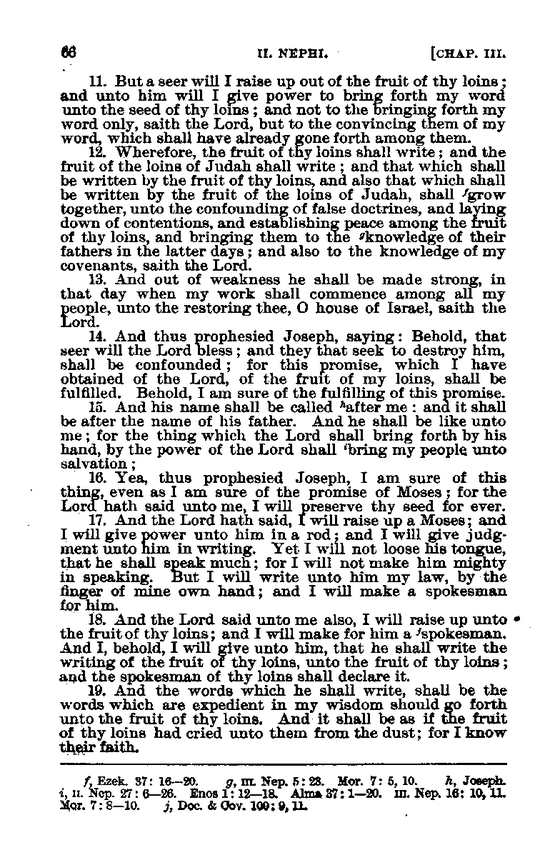 66 II. NEPHI. [CHAP. III.
11. But a seer will I raise up out of the fruit of thy loins;
and unto him will I give power to bring forth my word
unto the seed of thy loins; and not to the bringing forth my
word only, saith the Lord, but to the convincing them of my
word, which shall have already gone forth among them.
12. Wherefore, the fruit of thy loins shall write; and the
fruit of the loins of Judah shall write; and that which shall
be written by the fruit of thy loins, and also that which shall
be written by the fruit of the loins of Judah, shall ᶠgrow
together, unto the confounding of false doctrines, and laying
down of contentions, and establishing peace among the fruit
of thy loins, and bringing them to the ᵍknowledge of their
fathers in the latter days; and also to the knowledge of my
covenants, saith the Lord.
13. And out of weakness he shall be made strong, in
that day when my work shall commence among all my
people, unto the restoring thee, O house of Israel, saith the
Lord.
14. And thus prophesied Joseph, saying: Behold, that
seer will the Lord bless; and they that seek to destroy him,
shall be confounded; for this promise, which I have
obtained of the Lord, of the fruit of my loins, shall be
fulfilled. Behold, I am sure of the fulfilling of this promise.
15. And his name shall be called ʰafter me: and it shall
be after the name of his father. And he shall be like unto
me; for the thing which the Lord shall bring forth by his
hand, by the power of the Lord shall ⁱbring my people unto
salvation;
16. Yea, thus prophesied Joseph, I am sure of this
thing, even as I am sure of the promise of Moses; for the
Lord hath said unto me, I will preserve thy seed for ever.
17. And the Lord hath said, I will raise up a Moses; and
I will give power unto him in a rod; and I will give judg-
ment unto him in writing. Yet I will not loose his tongue,
that he shall speak much; for I will not make him mighty
in speaking. But I will write unto him my law, by the
finger of mine own hand; and I will make a spokesman
for him.
18. And the Lord said unto me also, I will raise up unto
the fruit of thy loins; and I will make for him a ʲspokesman.
And I, behold, I will give unto him, that he shall write the
writing of the fruit of thy loins, unto the fruit of thy loins;
and the spokesman of thy loins shall declare it.
19. And the words which he shall write, shall be the
words which are expedient in my wisdom should go forth
unto the fruit of thy loins. And it shall be as if the fruit
of thy loins had cried unto them from the dust; for I know
their faith.
f, Ezek. 37: 16—20. g, III. Nep. 5: 23. Mor. 7: 5, 10. h, Joseph.
i, II. Nep. 27: 6—26. Enos 1: 12—18. Alma 37: 1—20. III. Nep. 16: 10, 11.
Mor. 7: 8—10. j, Doc. & Cov. 100: 9, 11.